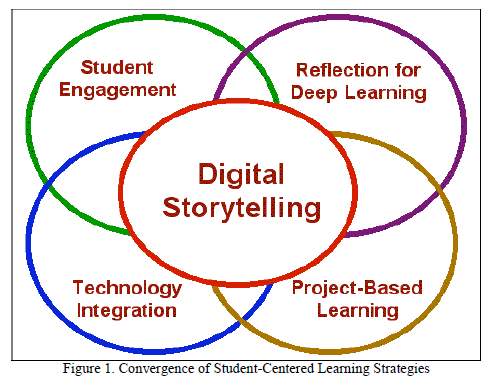 Student
Engagement
Reflection for
Deep Learning
Digital
Storytelling
Technology
Integration
Project-Based
Learning
Figure 1. Convergence of Student-Centered Learning Strategies